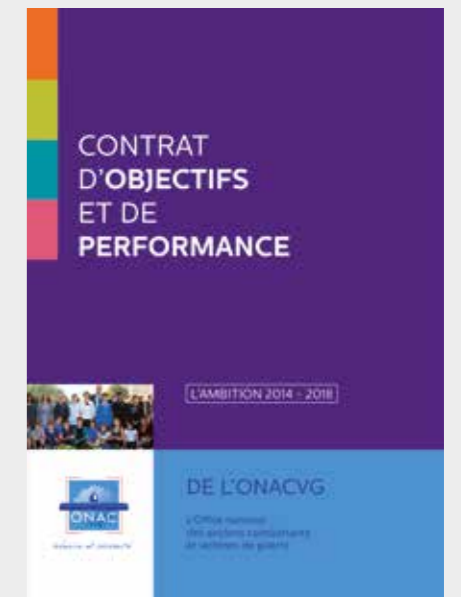 CONTRAT
D'OBJECTIFS
ET DE
PERFORMANCE
L'AMBITION 2014 - 2018
DE L'ONACVG
ONAC
L'Office national
des anciens combattants
et victimes de guerre